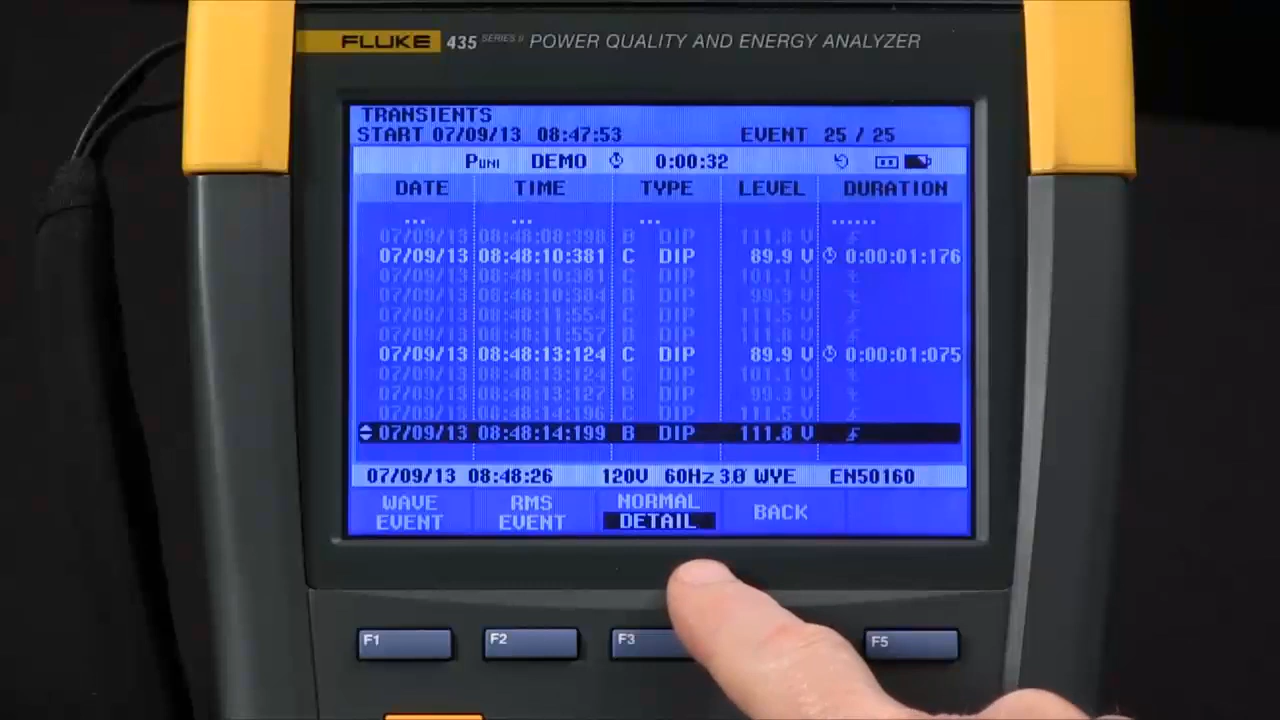 FLUKE 435 SERIES II POWER QUALITY AND ENERGY ANALYZER
TRANSIENTS
START 07/09/13 08:47:53 EVENT 25 / 25
PUNI DEMO 0:00:32
DATE TIME TYPE LEVEL DURATION
... ... ... ......
07/09/13 08:48:08:398 B DIP 111.8 V
07/09/13 08:48:10:381 C DIP 89.9 V 0:00:01:176
07/09/13 08:48:10:381 C DIP 101.1 V
07/09/13 08:48:10:384 B DIP 99.3 V
07/09/13 08:48:11:554 C DIP 111.5 V
07/09/13 08:48:11:557 B DIP 111.8 V
07/09/13 08:48:13:124 C DIP 89.9 V 0:00:01:075
07/09/13 08:48:13:124 C DIP 101.1 V
07/09/13 08:48:13:127 B DIP 99.3 V
07/09/13 08:48:14:196 C DIP 111.5 V
07/09/13 08:48:14:199 B DIP 111.8 V
07/09/13 08:48:26 120V 60Hz 3Ø WYE EN50160
WAVE EVENT
RMS EVENT
NORMAL
DETAIL
BACK
F1 F2 F3 F5